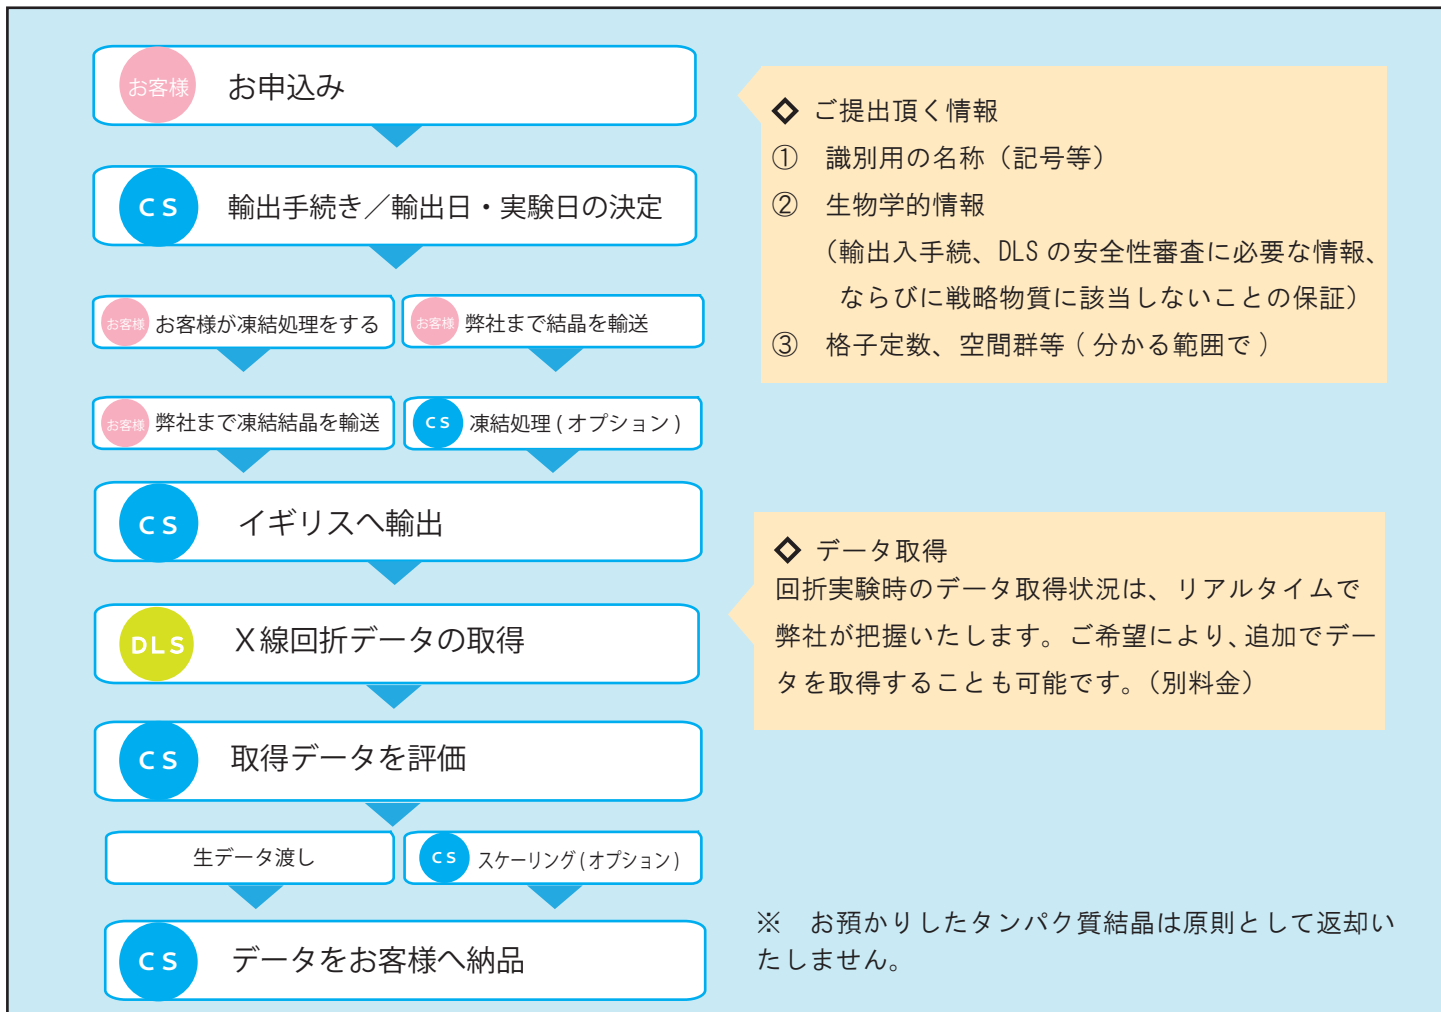 お客様 お申込み
CS 輸出手続き／輸出日・実験日の決定
お客様 お客様が凍結処理をする
お客様 弊社まで結晶を輸送
お客様 弊社まで凍結結晶を輸送
CS 凍結処理(オプション)
CS イギリスへ輸出
DLS X線回折データの取得
CS 取得データを評価
生データ渡し
CS スケーリング(オプション)
CS データをお客様へ納品
◇ ご提出頂く情報
① 識別用の名称（記号等）
② 生物学的情報
（輸出入手続、DLSの安全性審査に必要な情報、
ならびに戦略物質に該当しないことの保証）
③ 格子定数、空間群等(分かる範囲で)
◇ データ取得
回折実験時のデータ取得状況は、リアルタイムで
弊社が把握いたします。ご希望により、追加でデー
タを取得することも可能です。（別料金）
※ お預かりしたタンパク質結晶は原則として返却い
たしません。